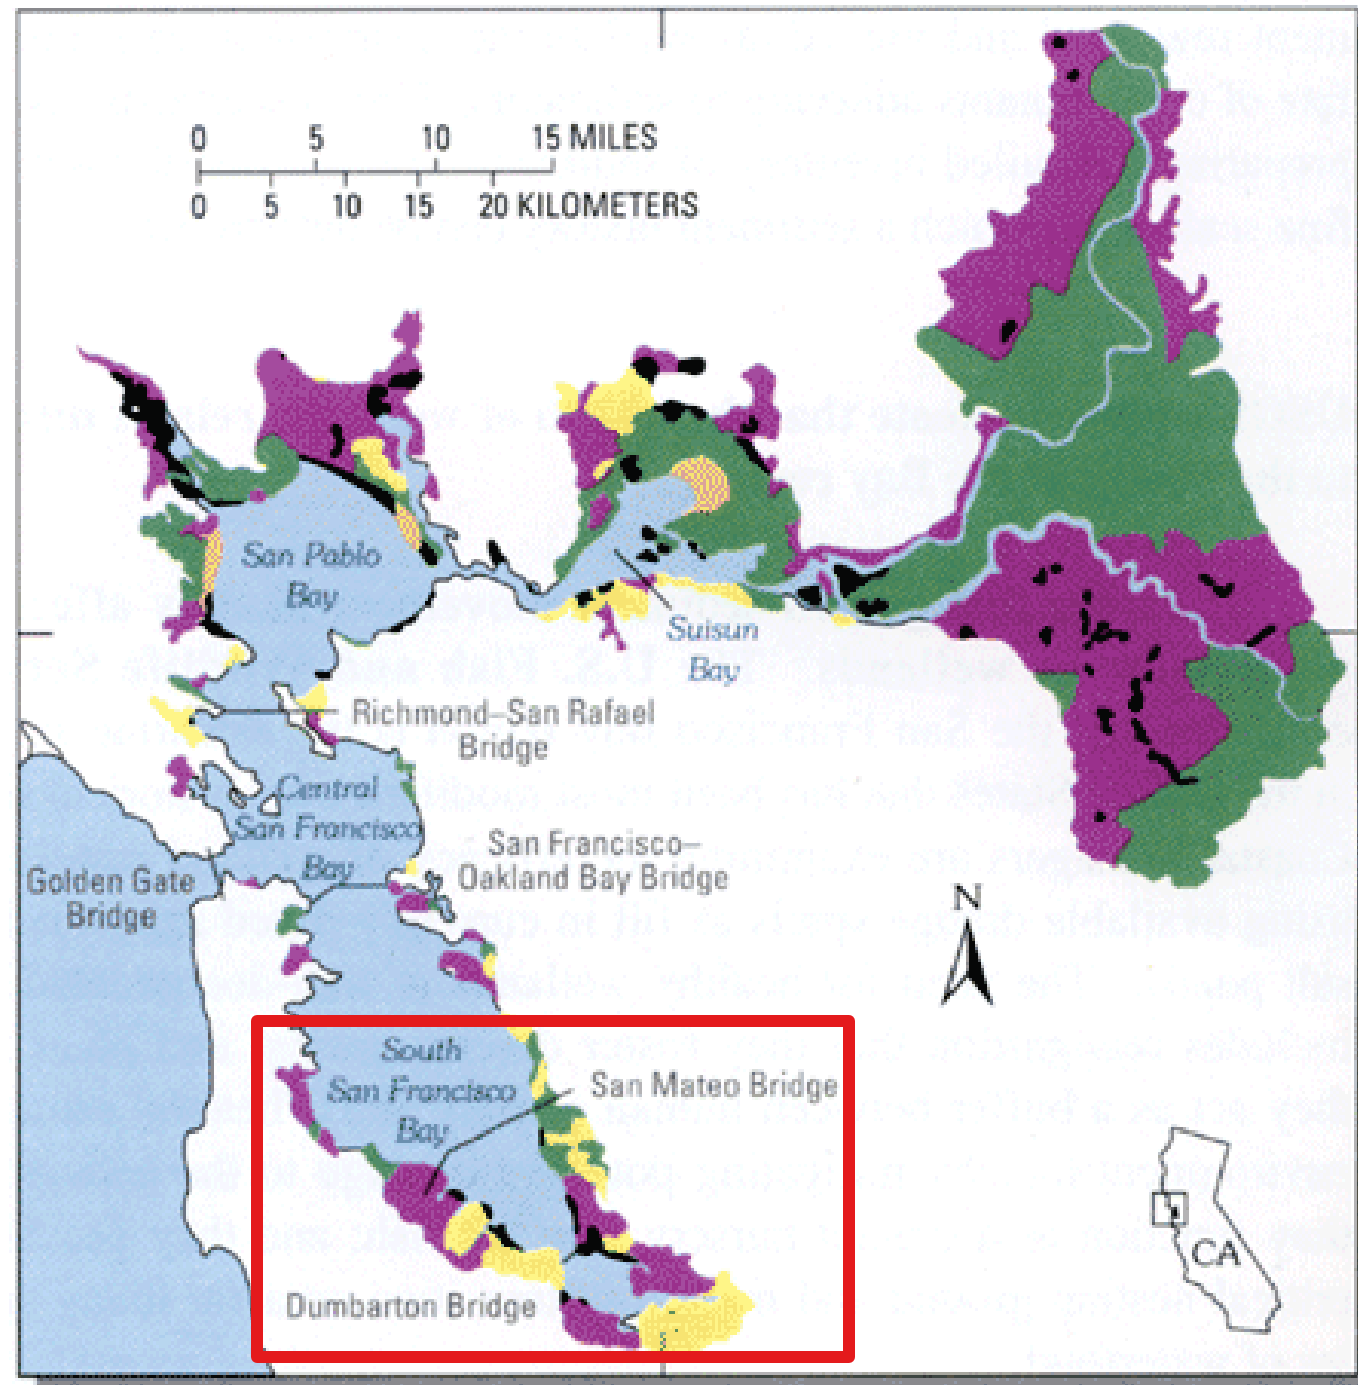 0 5 10 15 MILES
0 5 10 15 20 KILOMETERS
San Pablo
Bay
Suisun
Bay
Richmond–San Rafael
Bridge
Central
San Francisco
Bay
San Francisco–
Oakland Bay Bridge
Golden Gate
Bridge
N
South
San Francisco
Bay
San Mateo Bridge
CA
Dumbarton Bridge